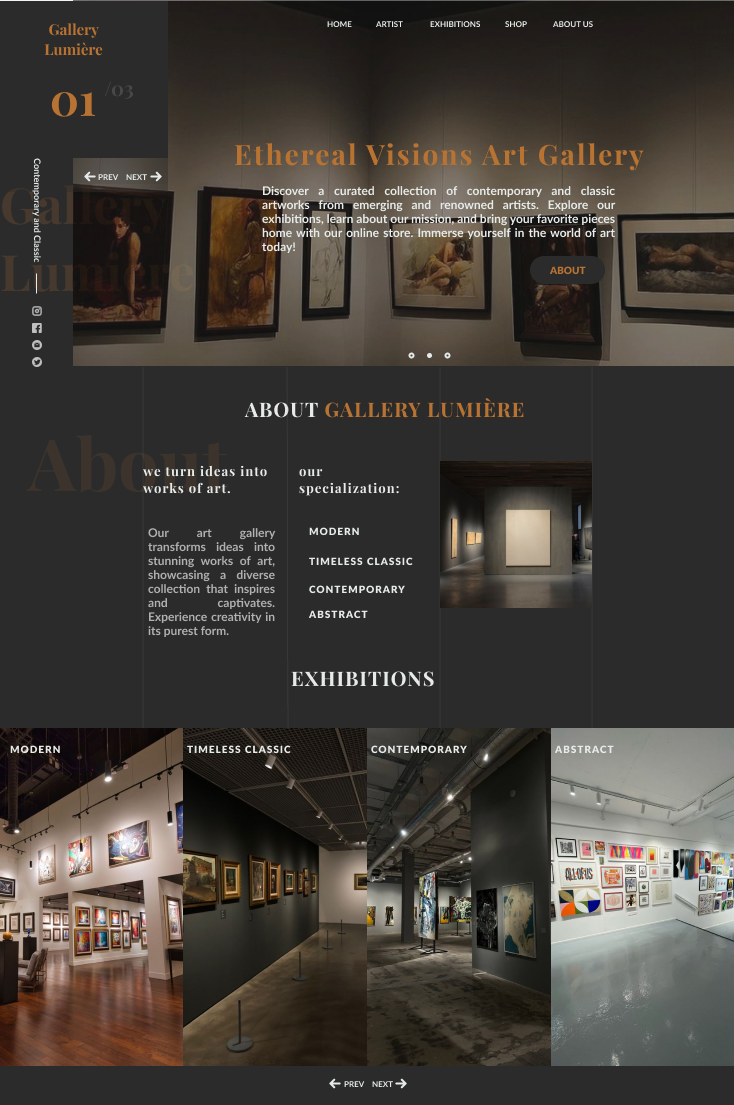 Gallery
Lumière
01 /03
HOME ARTIST EXHIBITIONS SHOP ABOUT US
Ethereal Visions Art Gallery
Discover a curated collection of contemporary and classic
artworks from emerging and renowned artists. Explore our
exhibitions, learn about our mission, and bring your favorite pieces
home with our online store. Immerse yourself in the world of art
today!
ABOUT
PREV NEXT
Contemporary and Classic
Gallery
Lumière
ABOUT GALLERY LUMIÈRE
About
we turn ideas into
works of art.
Our art gallery
transforms ideas into
stunning works of art,
showcasing a diverse
collection that inspires
and captivates.
Experience creativity in
its purest form.
our
specialization:
MODERN
TIMELESS CLASSIC
CONTEMPORARY
ABSTRACT
EXHIBITIONS
MODERN
TIMELESS CLASSIC
CONTEMPORARY
ABSTRACT
ALL·OF·US
PREV NEXT